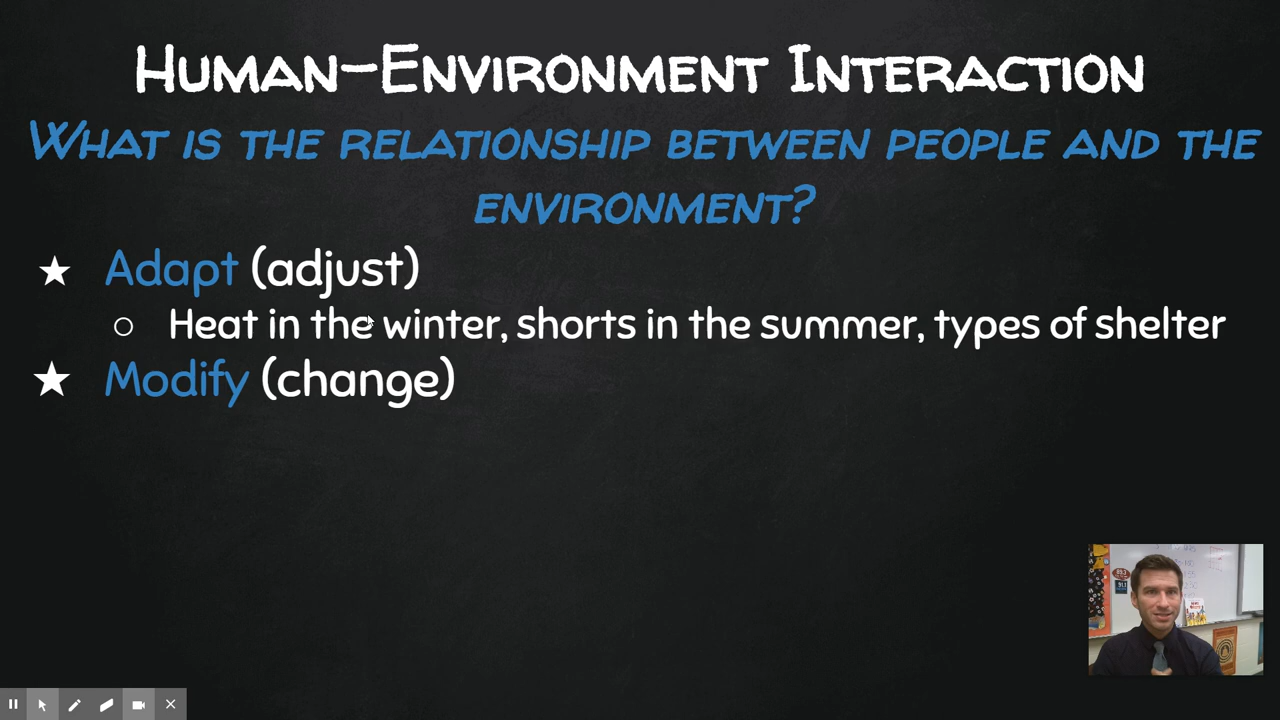 Human-Environment Interaction
What is the relationship between people and the
environment?
★ Adapt (adjust)
○ Heat in the winter, shorts in the summer, types of shelter
★ Modify (change)